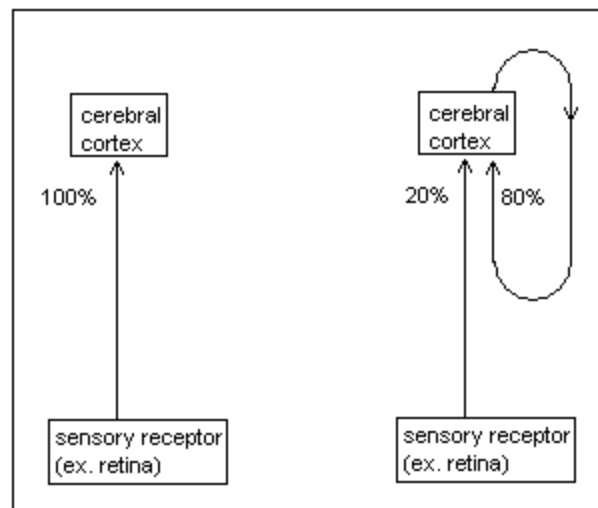 cerebral
cortex
100%
sensory receptor
(ex. retina)
cerebral
cortex
20%
80%
sensory receptor
(ex. retina)